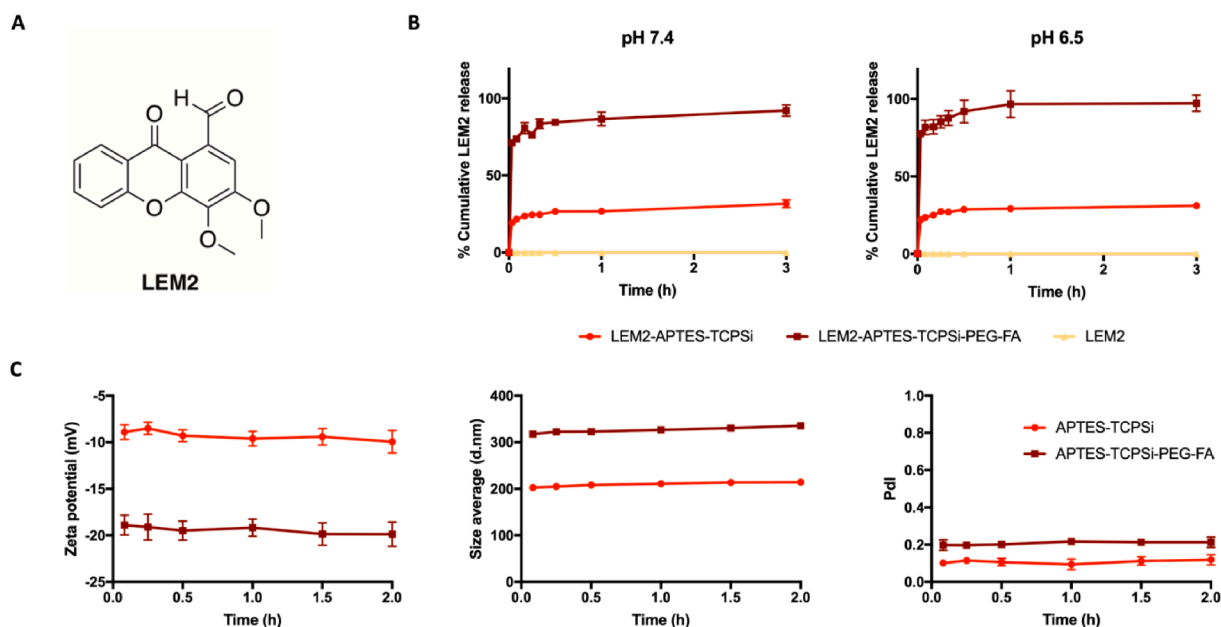 A
H
O
O
O
O
O
LEM2
B
pH 7.4
% Cumulative LEM2 release
100
50
0
0 1 2 3
Time (h)
pH 6.5
% Cumulative LEM2 release
100
50
0
0 1 2 3
Time (h)
LEM2-APTES-TCPSi LEM2-APTES-TCPSi-PEG-FA LEM2
C
Zeta potential (mV)
-5
-10
-15
-20
-25
0.0 0.5 1.0 1.5 2.0
Time (h)
Size average (d.nm)
400
300
200
100
0
0.0 0.5 1.0 1.5 2.0
Time (h)
PdI
1.0
0.8
0.6
0.4
0.2
0.0
0.0 0.5 1.0 1.5 2.0
Time (h)
APTES-TCPSi
APTES-TCPSi-PEG-FA